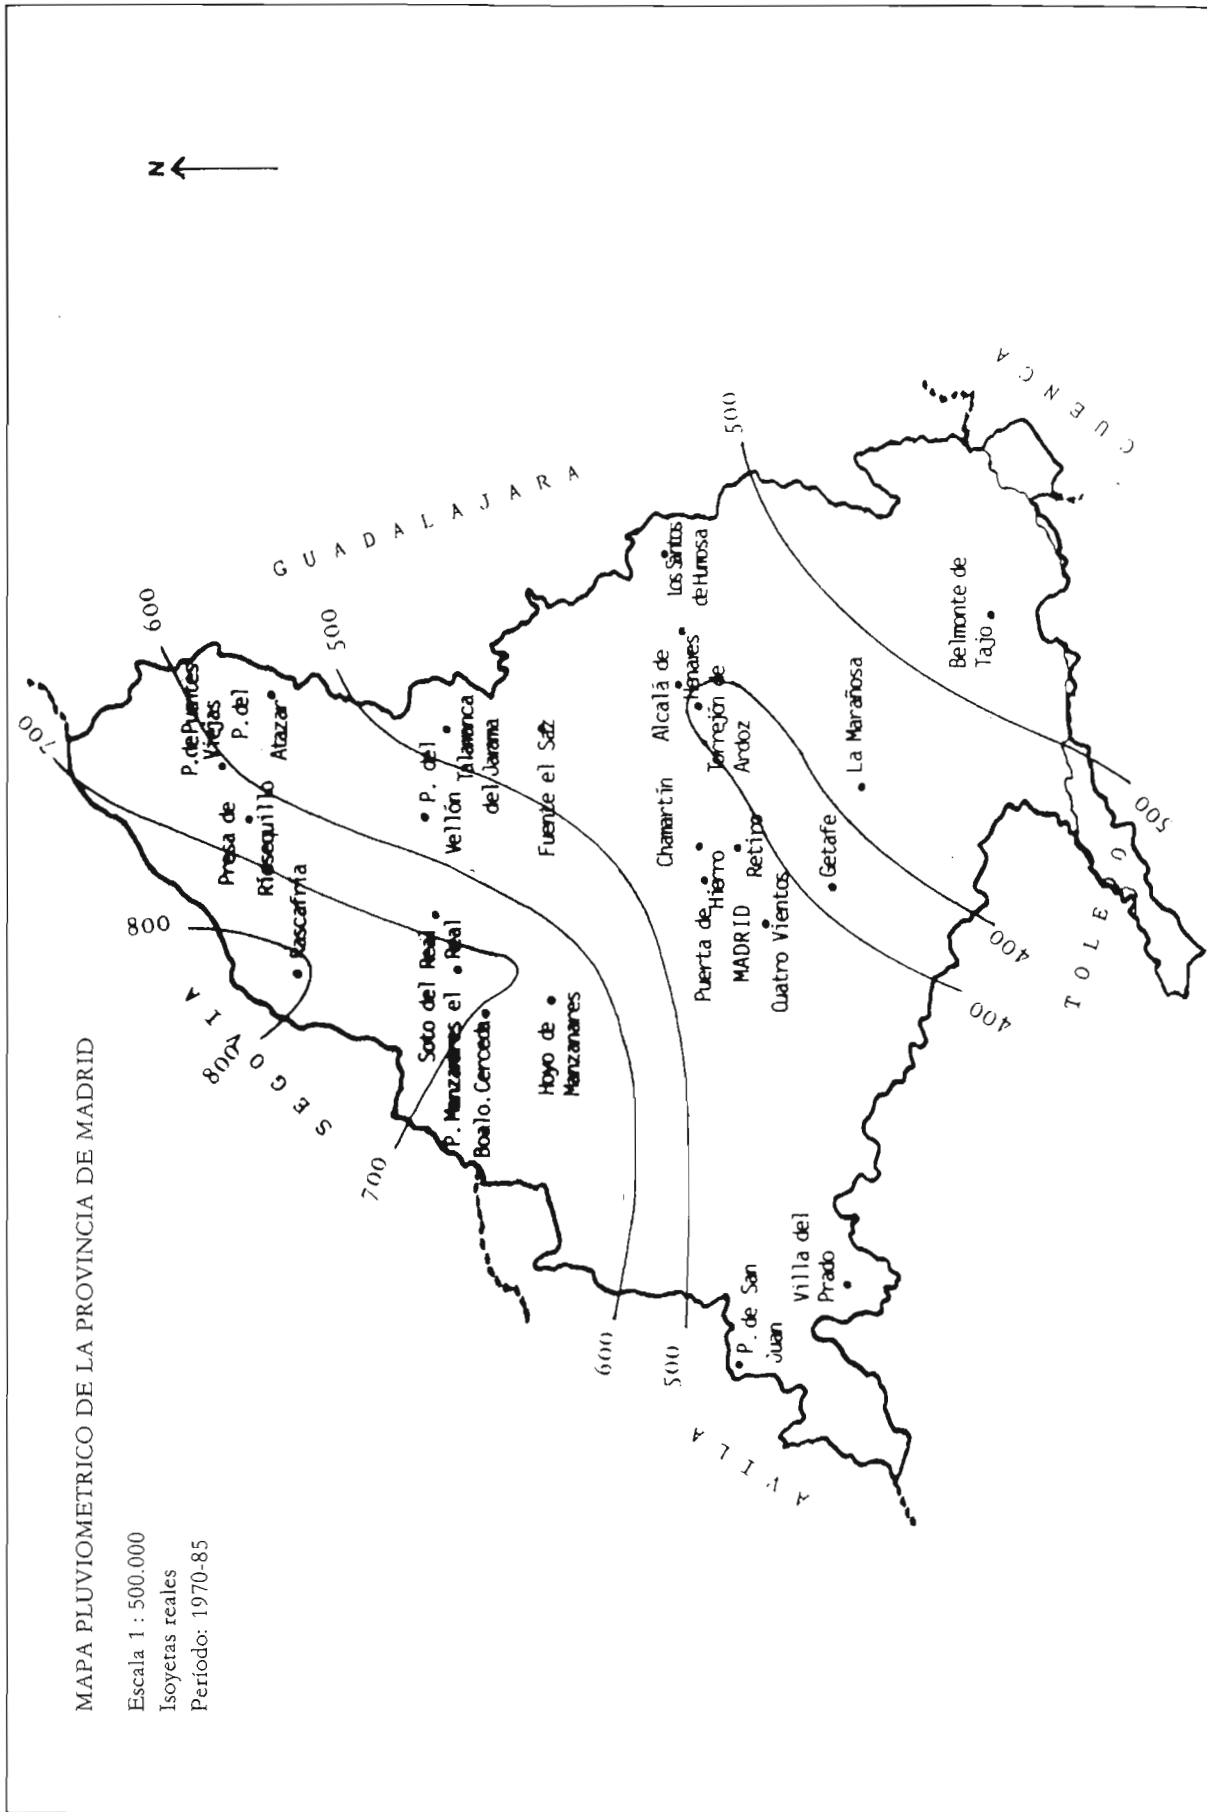 MAPA PLUVIOMETRICO DE LA PROVINCIA DE MADRID
Escala 1 : 500.000
Isoyetas reales
Período: 1970-85
N
700
600
500
800
800
700
600
500
500
500
400
400
SEGOVIA
GUADALAJARA
CUENCA
TOLEDO
AVILA
P. de Puentes
Viejas
P. del
Atazar
Presa de
Riosequillo
Rascafria
Soto del Real
P. Manzanares el Real
Boalo. Cerceda
Hoyo de
Manzanares
P. del
Vellón
Talamanca
del Jarama
Fuente el Saz
Los Santos
de Humosa
Alcalá de
Henares
Torrejón de
Ardoz
Chamartín
Puerta de
Hierro
MADRID
Retiro
Cuatro Vientos
Getafe
La Marañosa
Belmonte de
Tajo
P. de San
Juan
Villa del
Prado